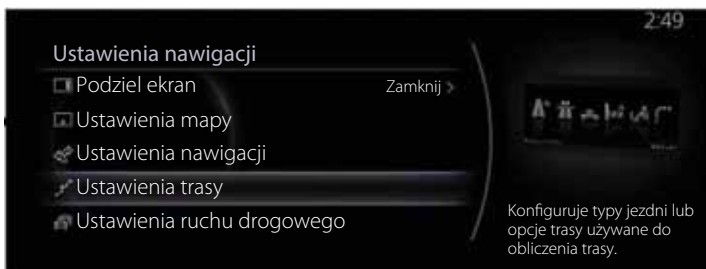 2:49
Ustawienia nawigacji
Podziel ekran Zamknij >
Ustawienia mapy
Ustawienia nawigacji
Ustawienia trasy
Ustawienia ruchu drogowego
Konfiguruje typy jezdni lub
opcje trasy używane do
obliczenia trasy.